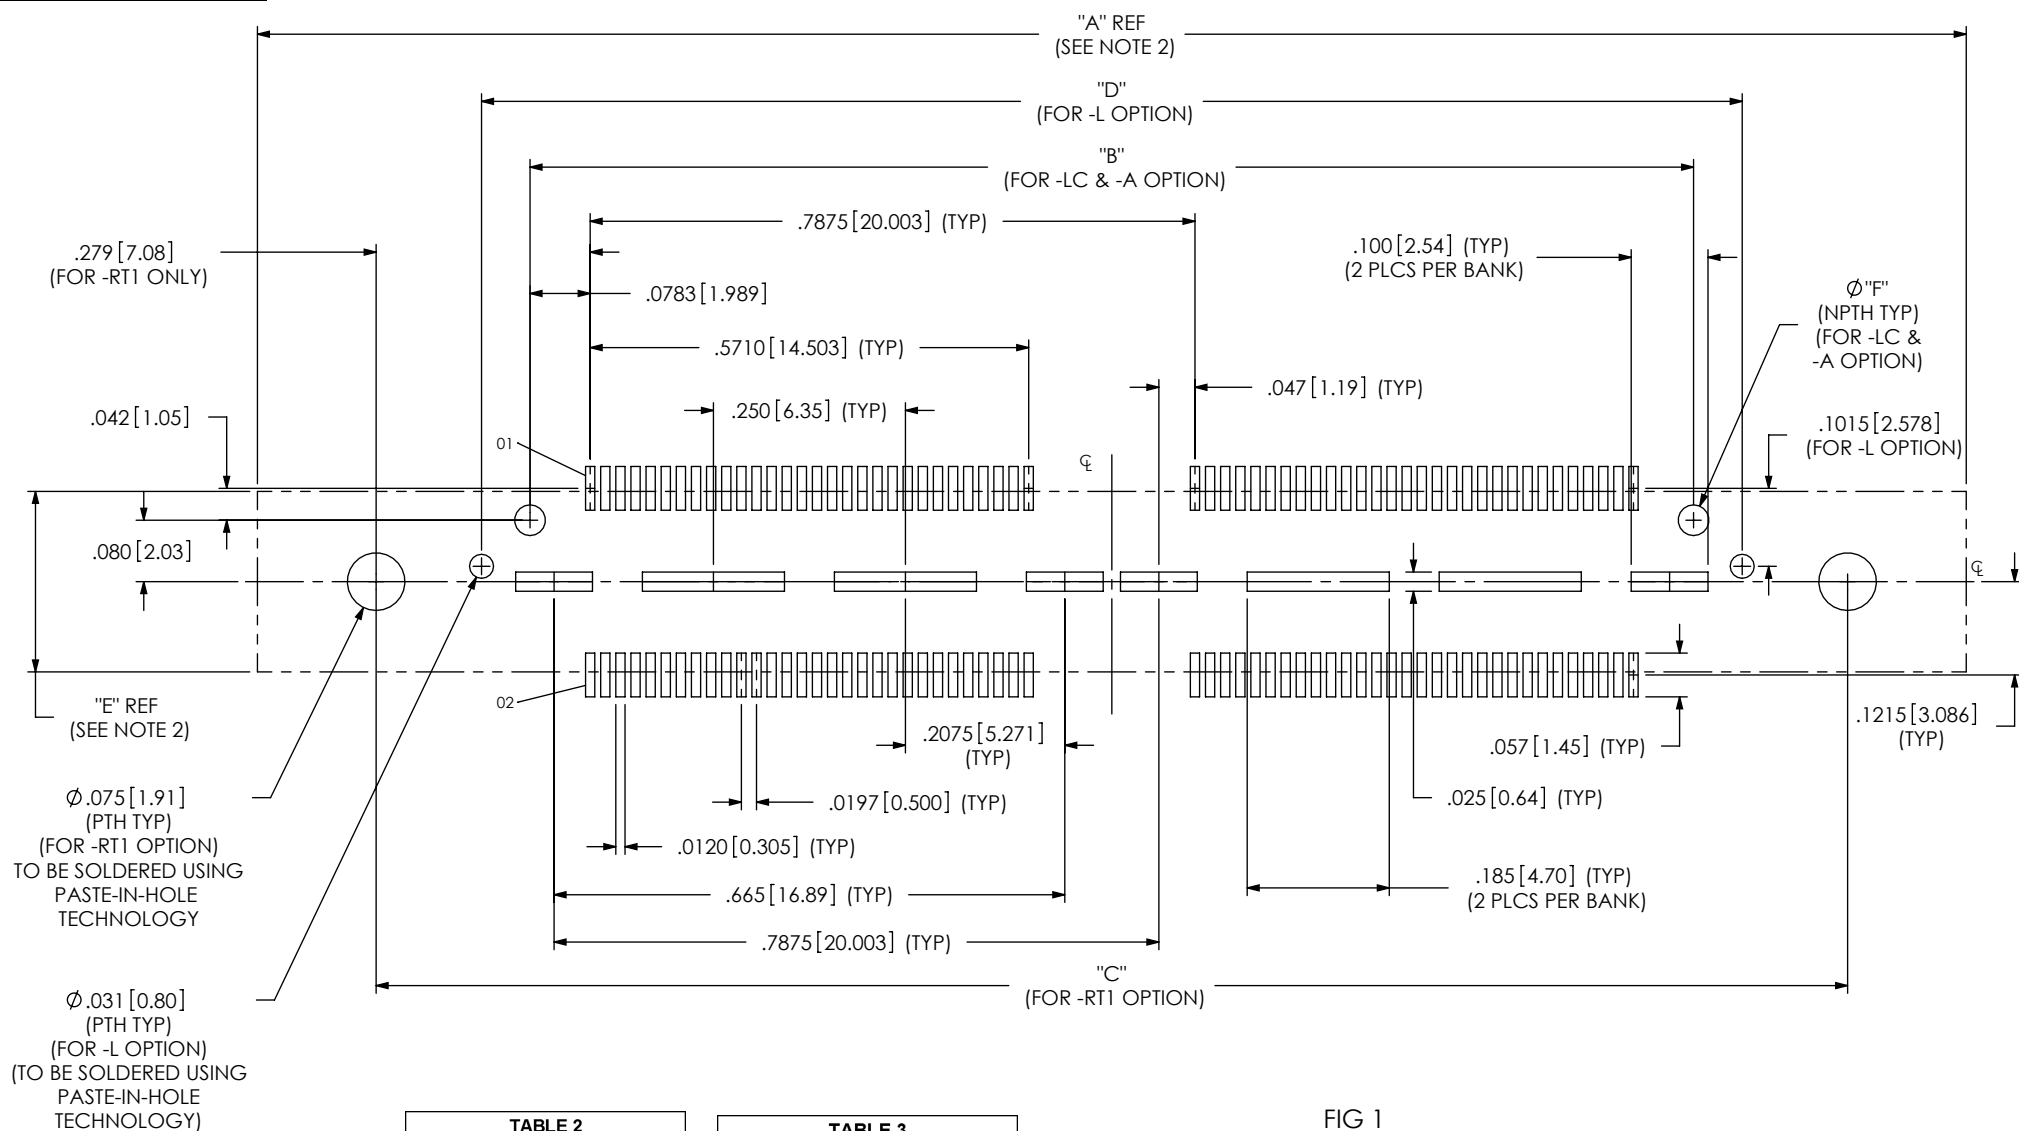 "A" REF
(SEE NOTE 2)
"D"
(FOR -L OPTION)
"B"
(FOR -LC & -A OPTION)
.7875[20.003] (TYP)
.279[7.08]
(FOR -RT1 ONLY)
.100[2.54] (TYP)
(2 PLCS PER BANK)
.0783[1.989]
Ø"F"
(NPTH TYP)
(FOR -LC &
-A OPTION)
.5710[14.503] (TYP)
.047[1.19] (TYP)
.042[1.05]
.250[6.35] (TYP)
.1015[2.578]
(FOR -L OPTION)
01
℄
.080[2.03]
℄
02
"E" REF
(SEE NOTE 2)
.2075[5.271]
(TYP)
.057[1.45] (TYP)
.1215[3.086]
(TYP)
Ø.075[1.91]
(PTH TYP)
(FOR -RT1 OPTION)
TO BE SOLDERED USING
PASTE-IN-HOLE
TECHNOLOGY
.0197[0.500] (TYP)
.025[0.64] (TYP)
.0120[0.305] (TYP)
.665[16.89] (TYP)
.185[4.70] (TYP)
(2 PLCS PER BANK)
.7875[20.003] (TYP)
"C"
(FOR -RT1 OPTION)
Ø.031[0.80]
(PTH TYP)
(FOR -L OPTION)
(TO BE SOLDERED USING
PASTE-IN-HOLE
TECHNOLOGY)
TABLE 2
TABLE 3
FIG 1